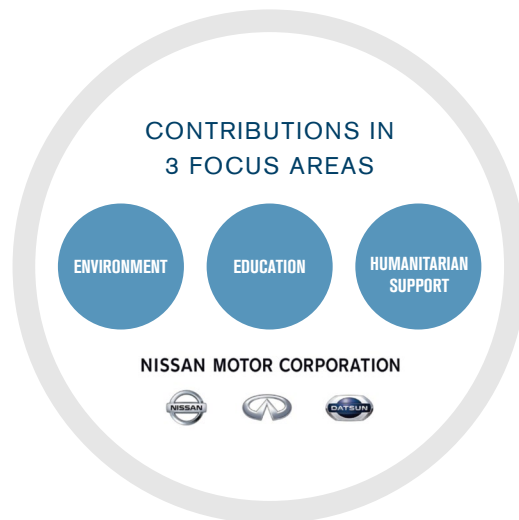 CONTRIBUTIONS IN
3 FOCUS AREAS
ENVIRONMENT
EDUCATION
HUMANITARIAN
SUPPORT
NISSAN MOTOR CORPORATION
NISSAN
DATSUN